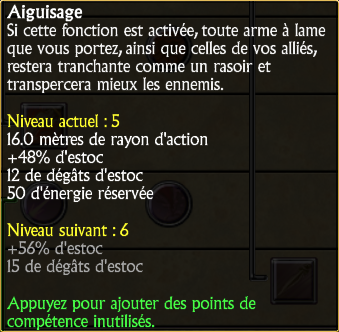 Aiguisage
Si cette fonction est activée, toute arme à lame
que vous portez, ainsi que celles de vos alliés,
restera tranchante comme un rasoir et
transpercera mieux les ennemis.
Niveau actuel : 5
16.0 mètres de rayon d'action
+48% d'estoc
12 de dégâts d'estoc
50 d'énergie réservée
Niveau suivant : 6
+56% d'estoc
15 de dégâts d'estoc
Appuyez pour ajouter des points de
compétence inutilisés.